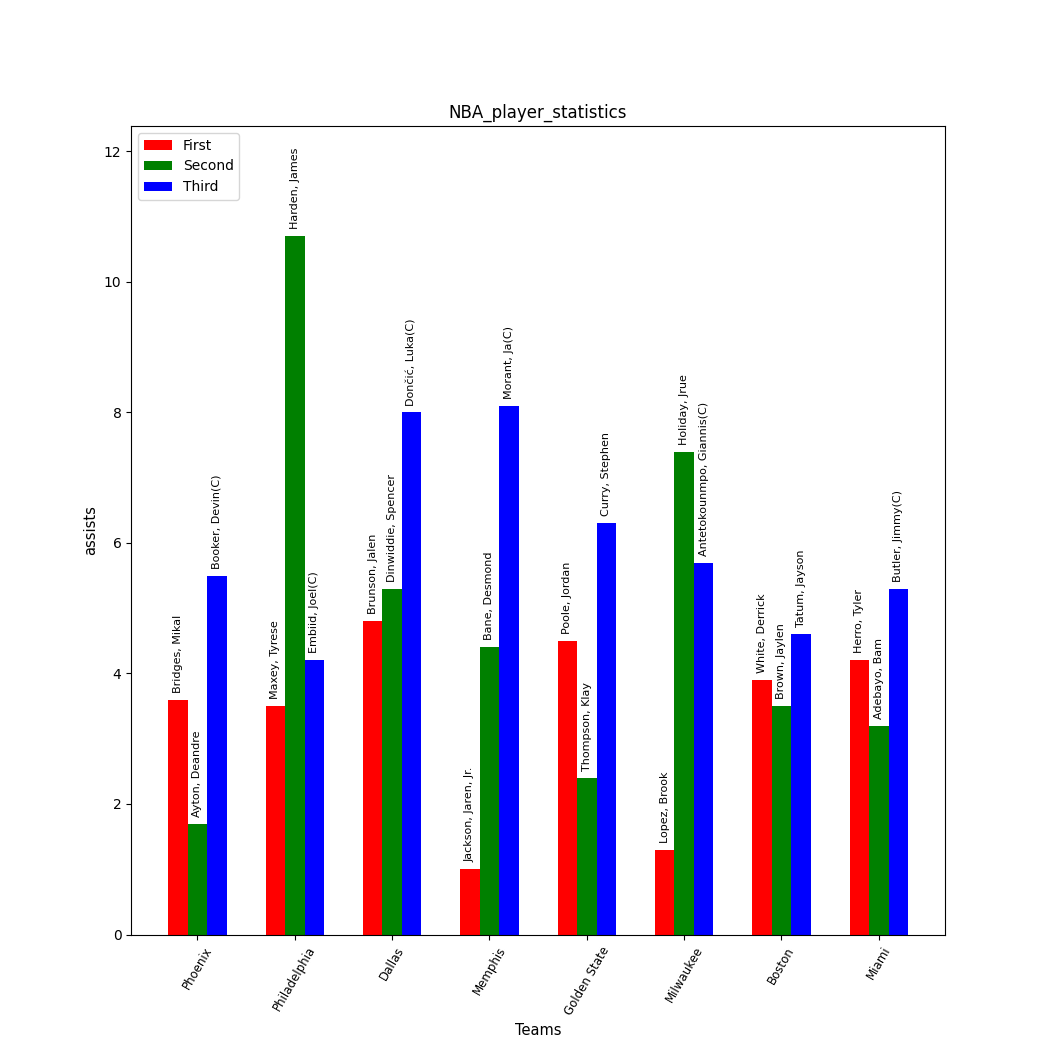 NBA_player_statistics
First
Second
Third
12
10
8
6
4
2
0
assists
Bridges, Mikal
Ayton, Deandre
Booker, Devin(C)
Maxey, Tyrese
Harden, James
Embiid, Joel(C)
Brunson, Jalen
Dinwiddie, Spencer
Dončić, Luka(C)
Jackson, Jaren, Jr.
Bane, Desmond
Morant, Ja(C)
Poole, Jordan
Thompson, Klay
Curry, Stephen
Lopez, Brook
Holiday, Jrue
Antetokounmpo, Giannis(C)
White, Derrick
Brown, Jaylen
Tatum, Jayson
Herro, Tyler
Adebayo, Bam
Butler, Jimmy(C)
Phoenix
Philadelphia
Dallas
Memphis
Golden State
Milwaukee
Boston
Miami
Teams